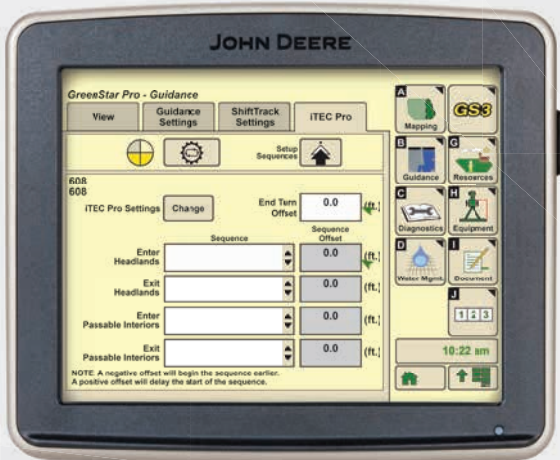 JOHN DEERE
GreenStar Pro - Guidance
View
Guidance Settings
ShiftTrack Settings
iTEC Pro
Setup Sequences
608
608
iTEC Pro Settings
Change
End Tern Offset
0.0
(ft.)
Sequence
Sequence Offset
Enter Headlands
0.0
(ft.)
Exit Headlands
0.0
(ft.)
Enter Passable Interiors
0.0
(ft.)
Exit Passable Interiors
0.0
(ft.)
NOTE: A negative offset will begin the sequence earlier.
A positive offset will delay the start of the sequence.
A
Mapping
GS3
B
Guidance
G
Resources
C
Diagnostics
H
Equipment
D
Water Mgmt.
I
Document
J
1 2 3
10:22 am